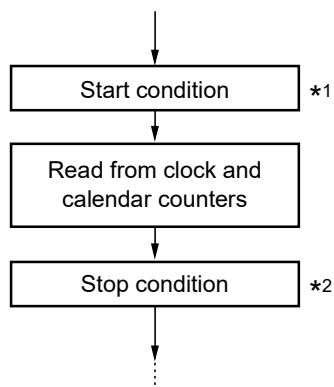 Start condition *1
Read from clock and
calendar counters
Stop condition *2